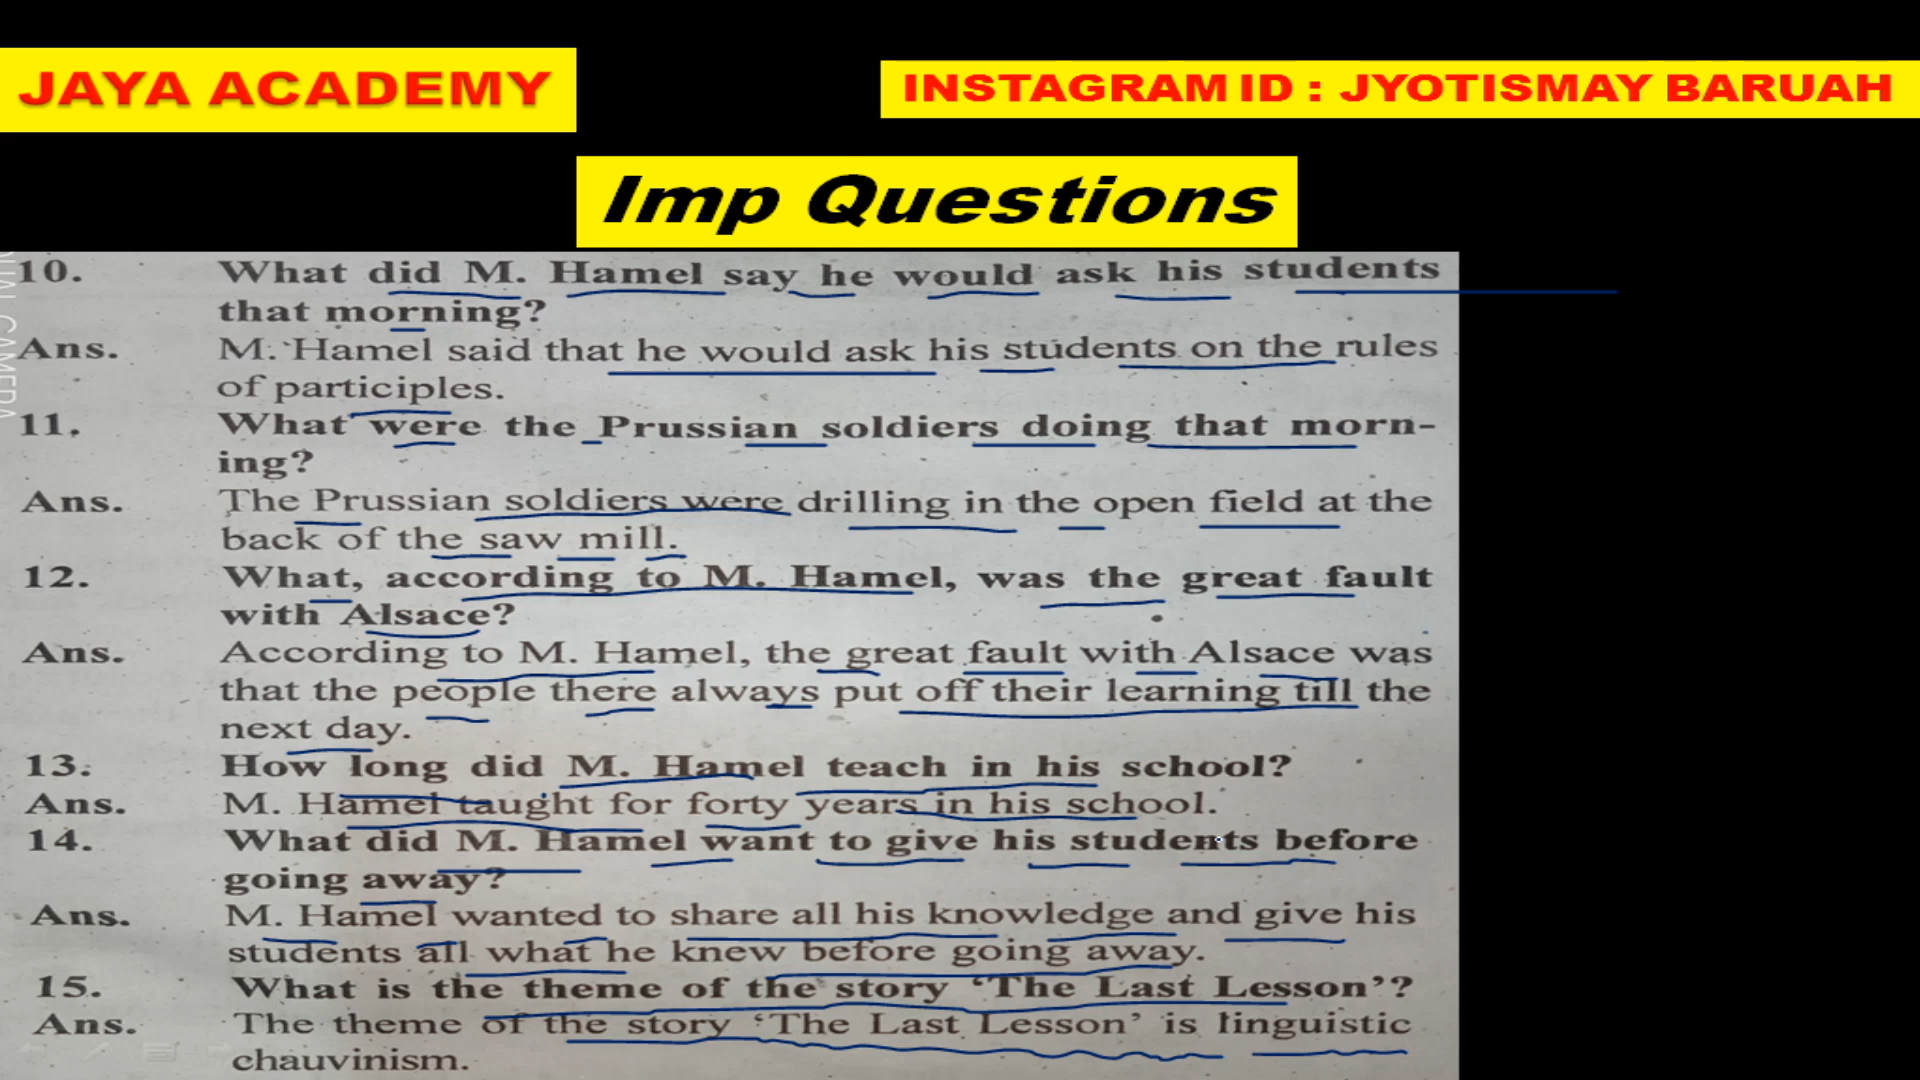 JAYA ACADEMY
INSTAGRAM ID : JYOTISMAY BARUAH
Imp Questions
10. What did M. Hamel say he would ask his students
that morning?
Ans. M. Hamel said that he would ask his students on the rules
of participles.
11. What were the Prussian soldiers doing that morn-
ing?
Ans. The Prussian soldiers were drilling in the open field at the
back of the saw mill.
12. What, according to M. Hamel, was the great fault
with Alsace?
Ans. According to M. Hamel, the great fault with Alsace was
that the people there always put off their learning till the
next day.
13. How long did M. Hamel teach in his school?
Ans. M. Hamel taught for forty years in his school.
14. What did M. Hamel want to give his students before
going away?
Ans. M. Hamel wanted to share all his knowledge and give his
students all what he knew before going away.
15. What is the theme of the story ‘The Last Lesson’?
Ans. The theme of the story ‘The Last Lesson’ is linguistic
chauvinism.